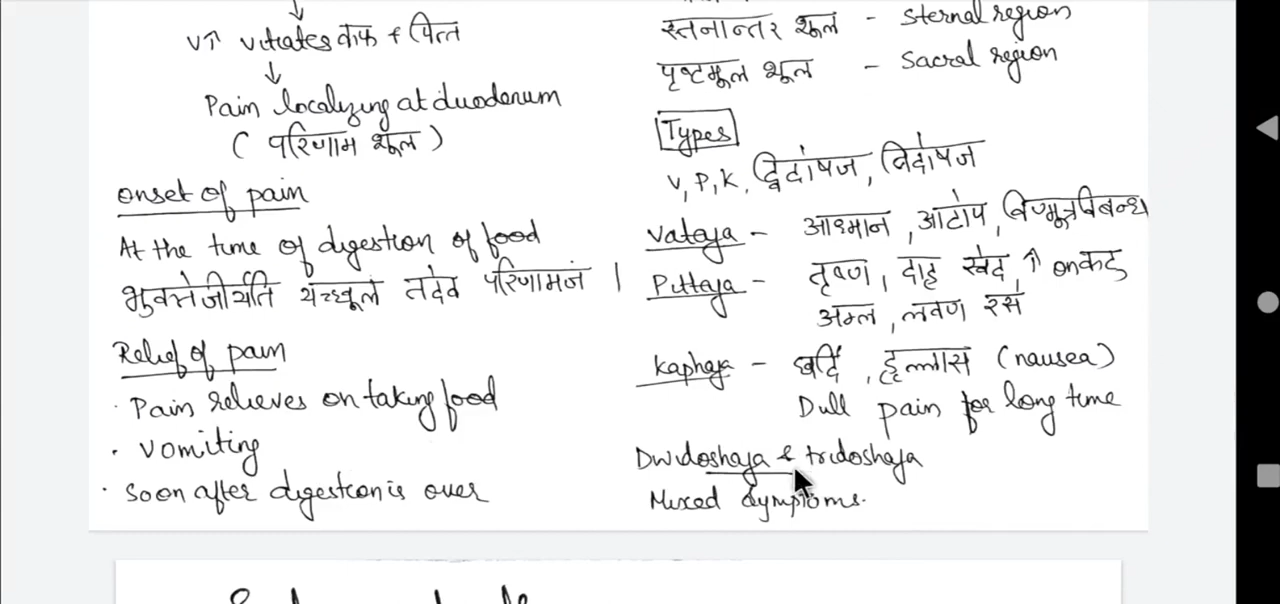 V↑ vitiates कफ & पित्त
↓
Pain localizing at duodenum
( परिणाम शूल )
onset of pain
At the time of digestion of food
भुक्तेजीर्यति यच्छूलं तदेव परिणामजं |
Relief of pain
· Pain relieves on taking food
· vomiting
· soon after digestion is over
स्तनान्तर शूल - sternal region
पृष्टमूल शूल - sacral region
Types
V, P, K, द्विदोषज, त्रिदोषज
Vataja - आध्मान, आटोप, विण्मूत्रविबन्ध
Pittaja - तृष्ण, दाह स्वेद, ↑ on कटु
अम्ल, लवण रस
Kaphaja - छर्दि, हृल्लास (nausea)
Dull pain for long time
Dwidoshaja & tridoshaja
Mixed symptoms.